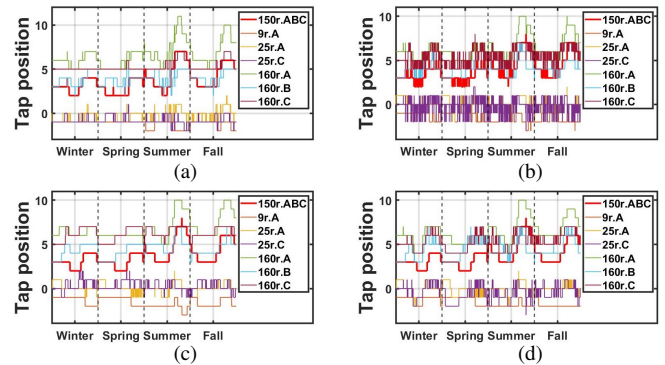 Tap position
10
5
0
150r.ABC
9r.A
25r.A
25r.C
160r.A
160r.B
160r.C
Winter Spring Summer Fall
(a)
Tap position
10
5
0
150r.ABC
9r.A
25r.A
25r.C
160r.A
160r.B
160r.C
Winter Spring Summer Fall
(b)
Tap position
10
5
0
150r.ABC
9r.A
25r.A
25r.C
160r.A
160r.B
160r.C
Winter Spring Summer Fall
(c)
Tap position
10
5
0
150r.ABC
9r.A
25r.A
25r.C
160r.A
160r.B
160r.C
Winter Spring Summer Fall
(d)